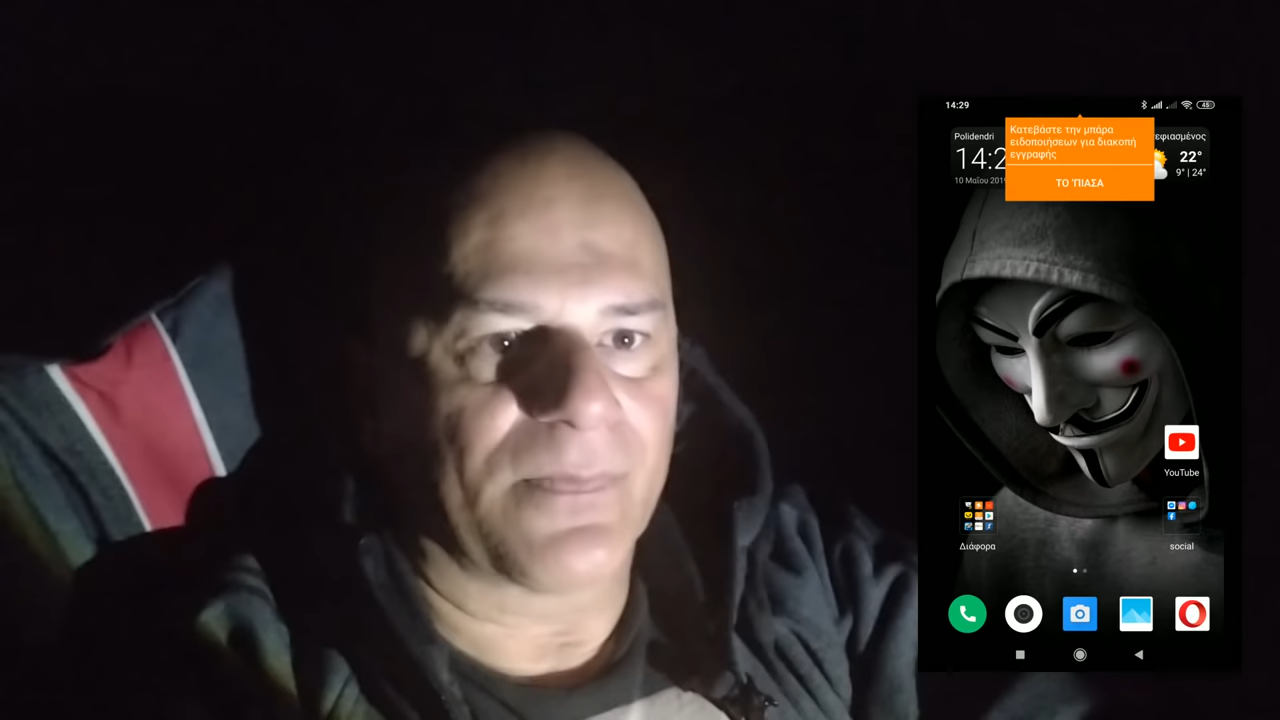 14:29
45
Polidendri
14:2
10 Μαΐου 201
Κατεβάστε την μπάρα
ειδοποιήσεων για διακοπή
εγγραφής
ΤΟ 'ΠΙΑΣΑ
εφιασμένος
22°
9° | 24°
YouTube
Διάφορα
social